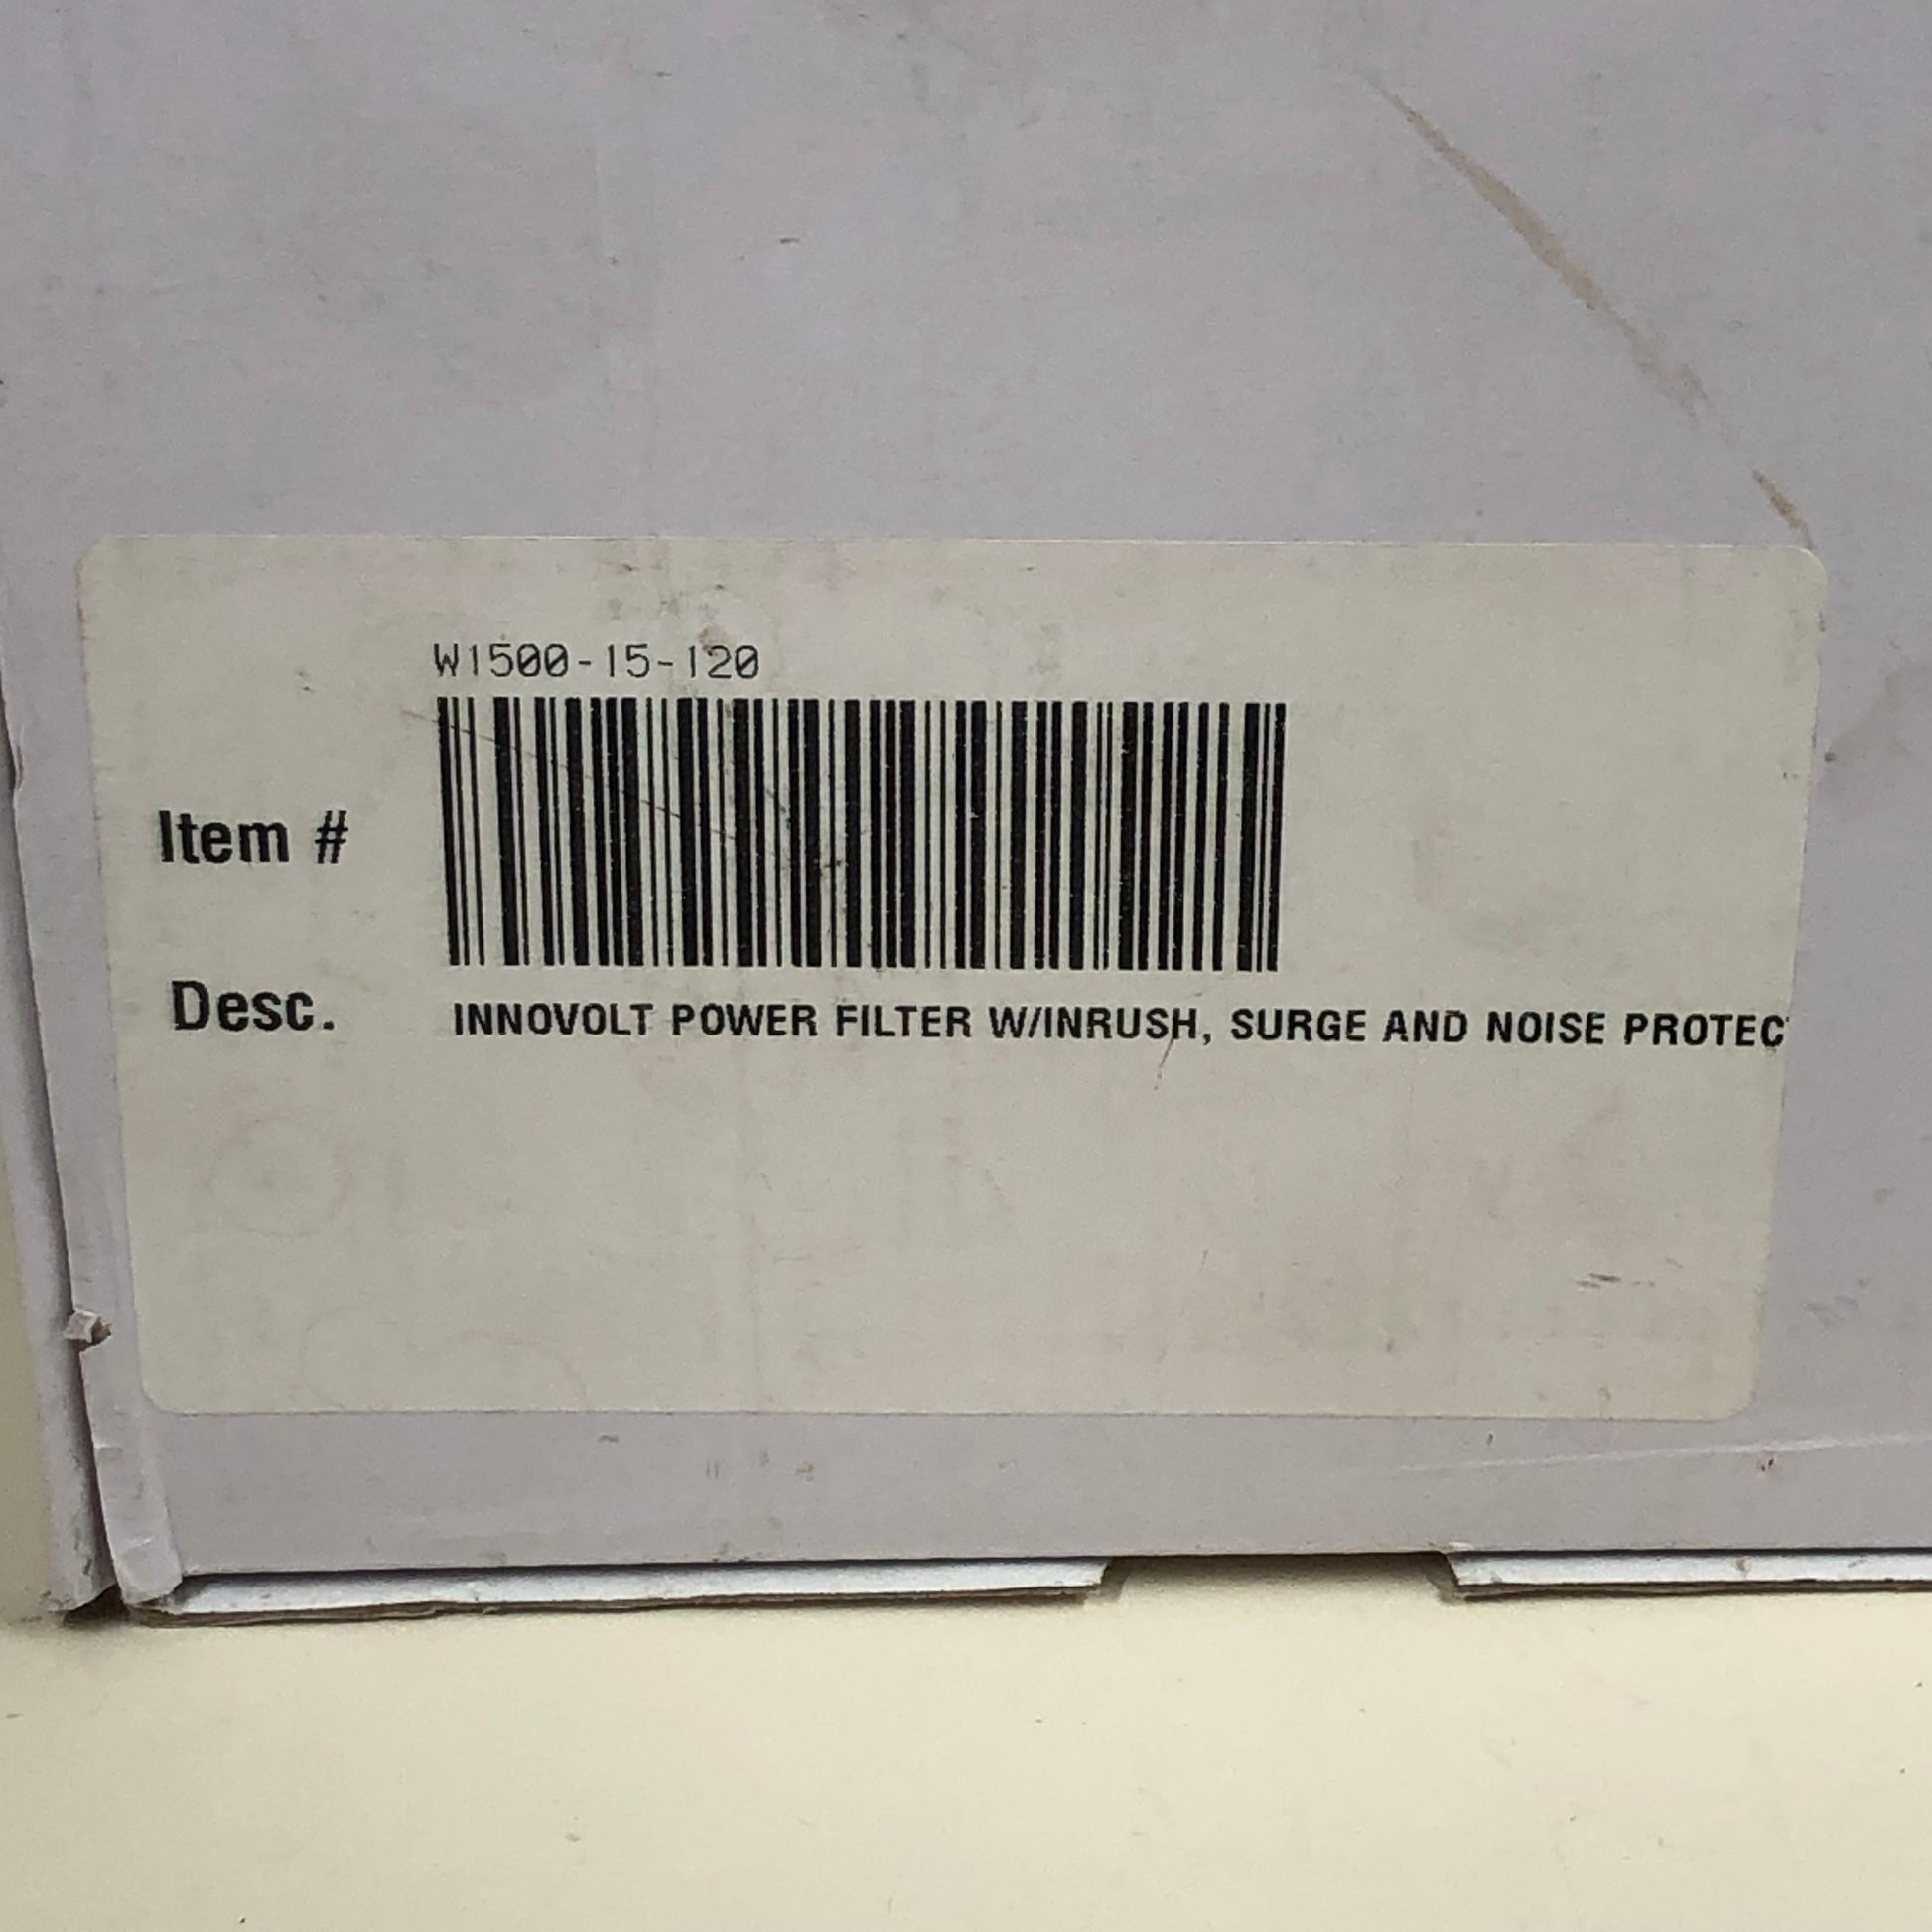 W1500-15-120
Item #
Desc. INNOVOLT POWER FILTER W/INRUSH, SURGE AND NOISE PROTEC